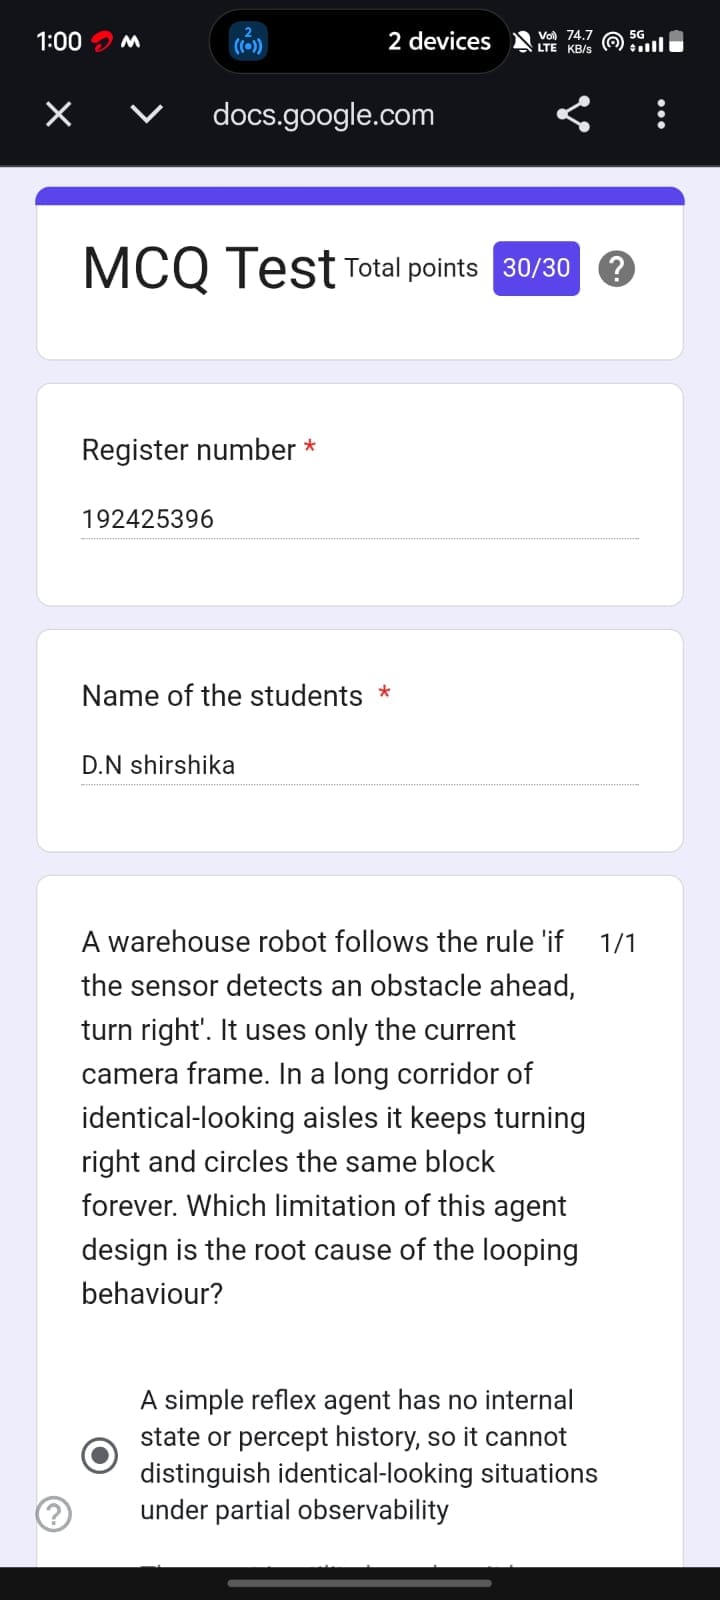 1:00
2
2 devices
Vo) LTE
74.7 KB/s
5G
docs.google.com
MCQ Test Total points 30/30 ?
Register number *
192425396
Name of the students *
D.N shirshika
A warehouse robot follows the rule 'if 1/1
the sensor detects an obstacle ahead,
turn right'. It uses only the current
camera frame. In a long corridor of
identical-looking aisles it keeps turning
right and circles the same block
forever. Which limitation of this agent
design is the root cause of the looping
behaviour?
A simple reflex agent has no internal
state or percept history, so it cannot
distinguish identical-looking situations
under partial observability
?